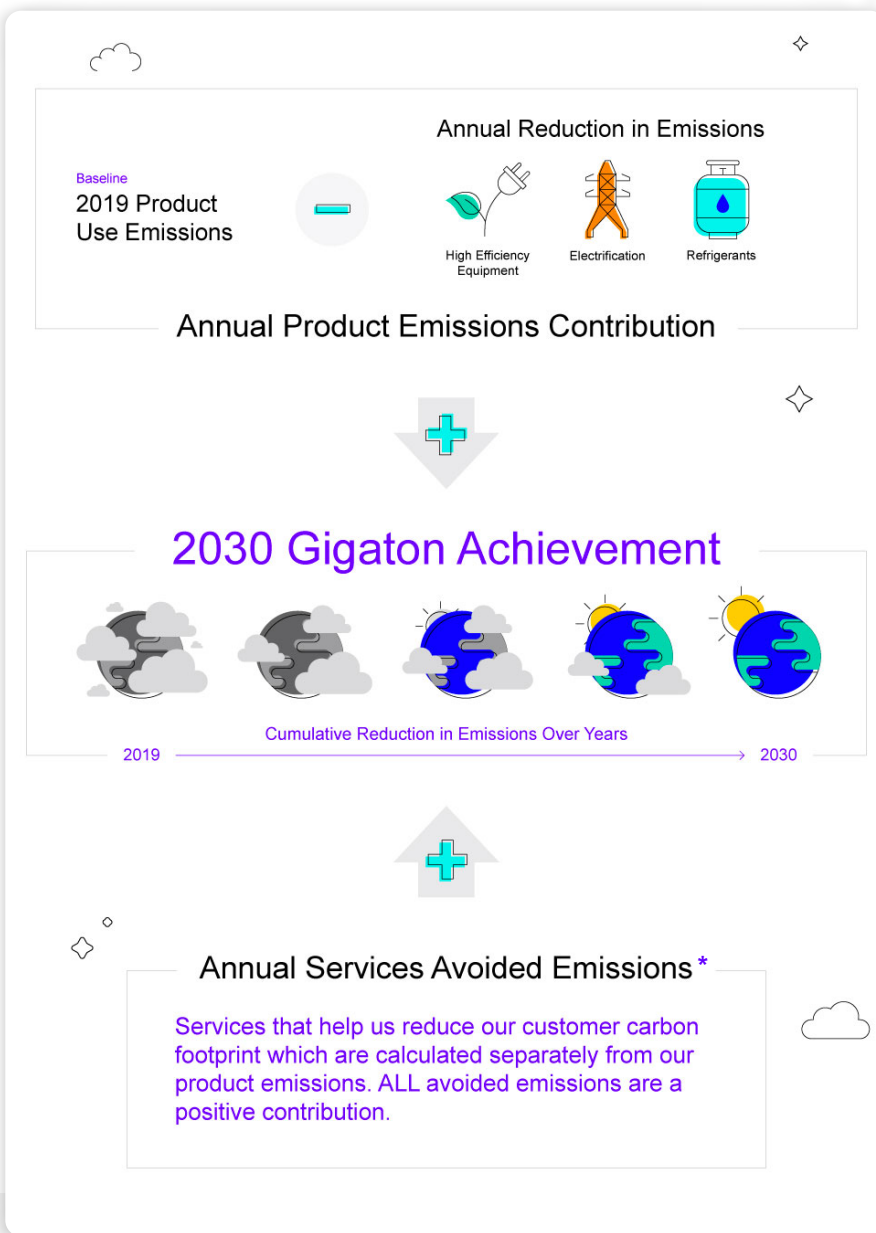 Annual Reduction in Emissions
Baseline
2019 Product
Use Emissions
High Efficiency
Equipment
Electrification
Refrigerants
Annual Product Emissions Contribution
2030 Gigaton Achievement
Cumulative Reduction in Emissions Over Years
2019
2030
Annual Services Avoided Emissions*
Services that help us reduce our customer carbon
footprint which are calculated separately from our
product emissions. ALL avoided emissions are a
positive contribution.